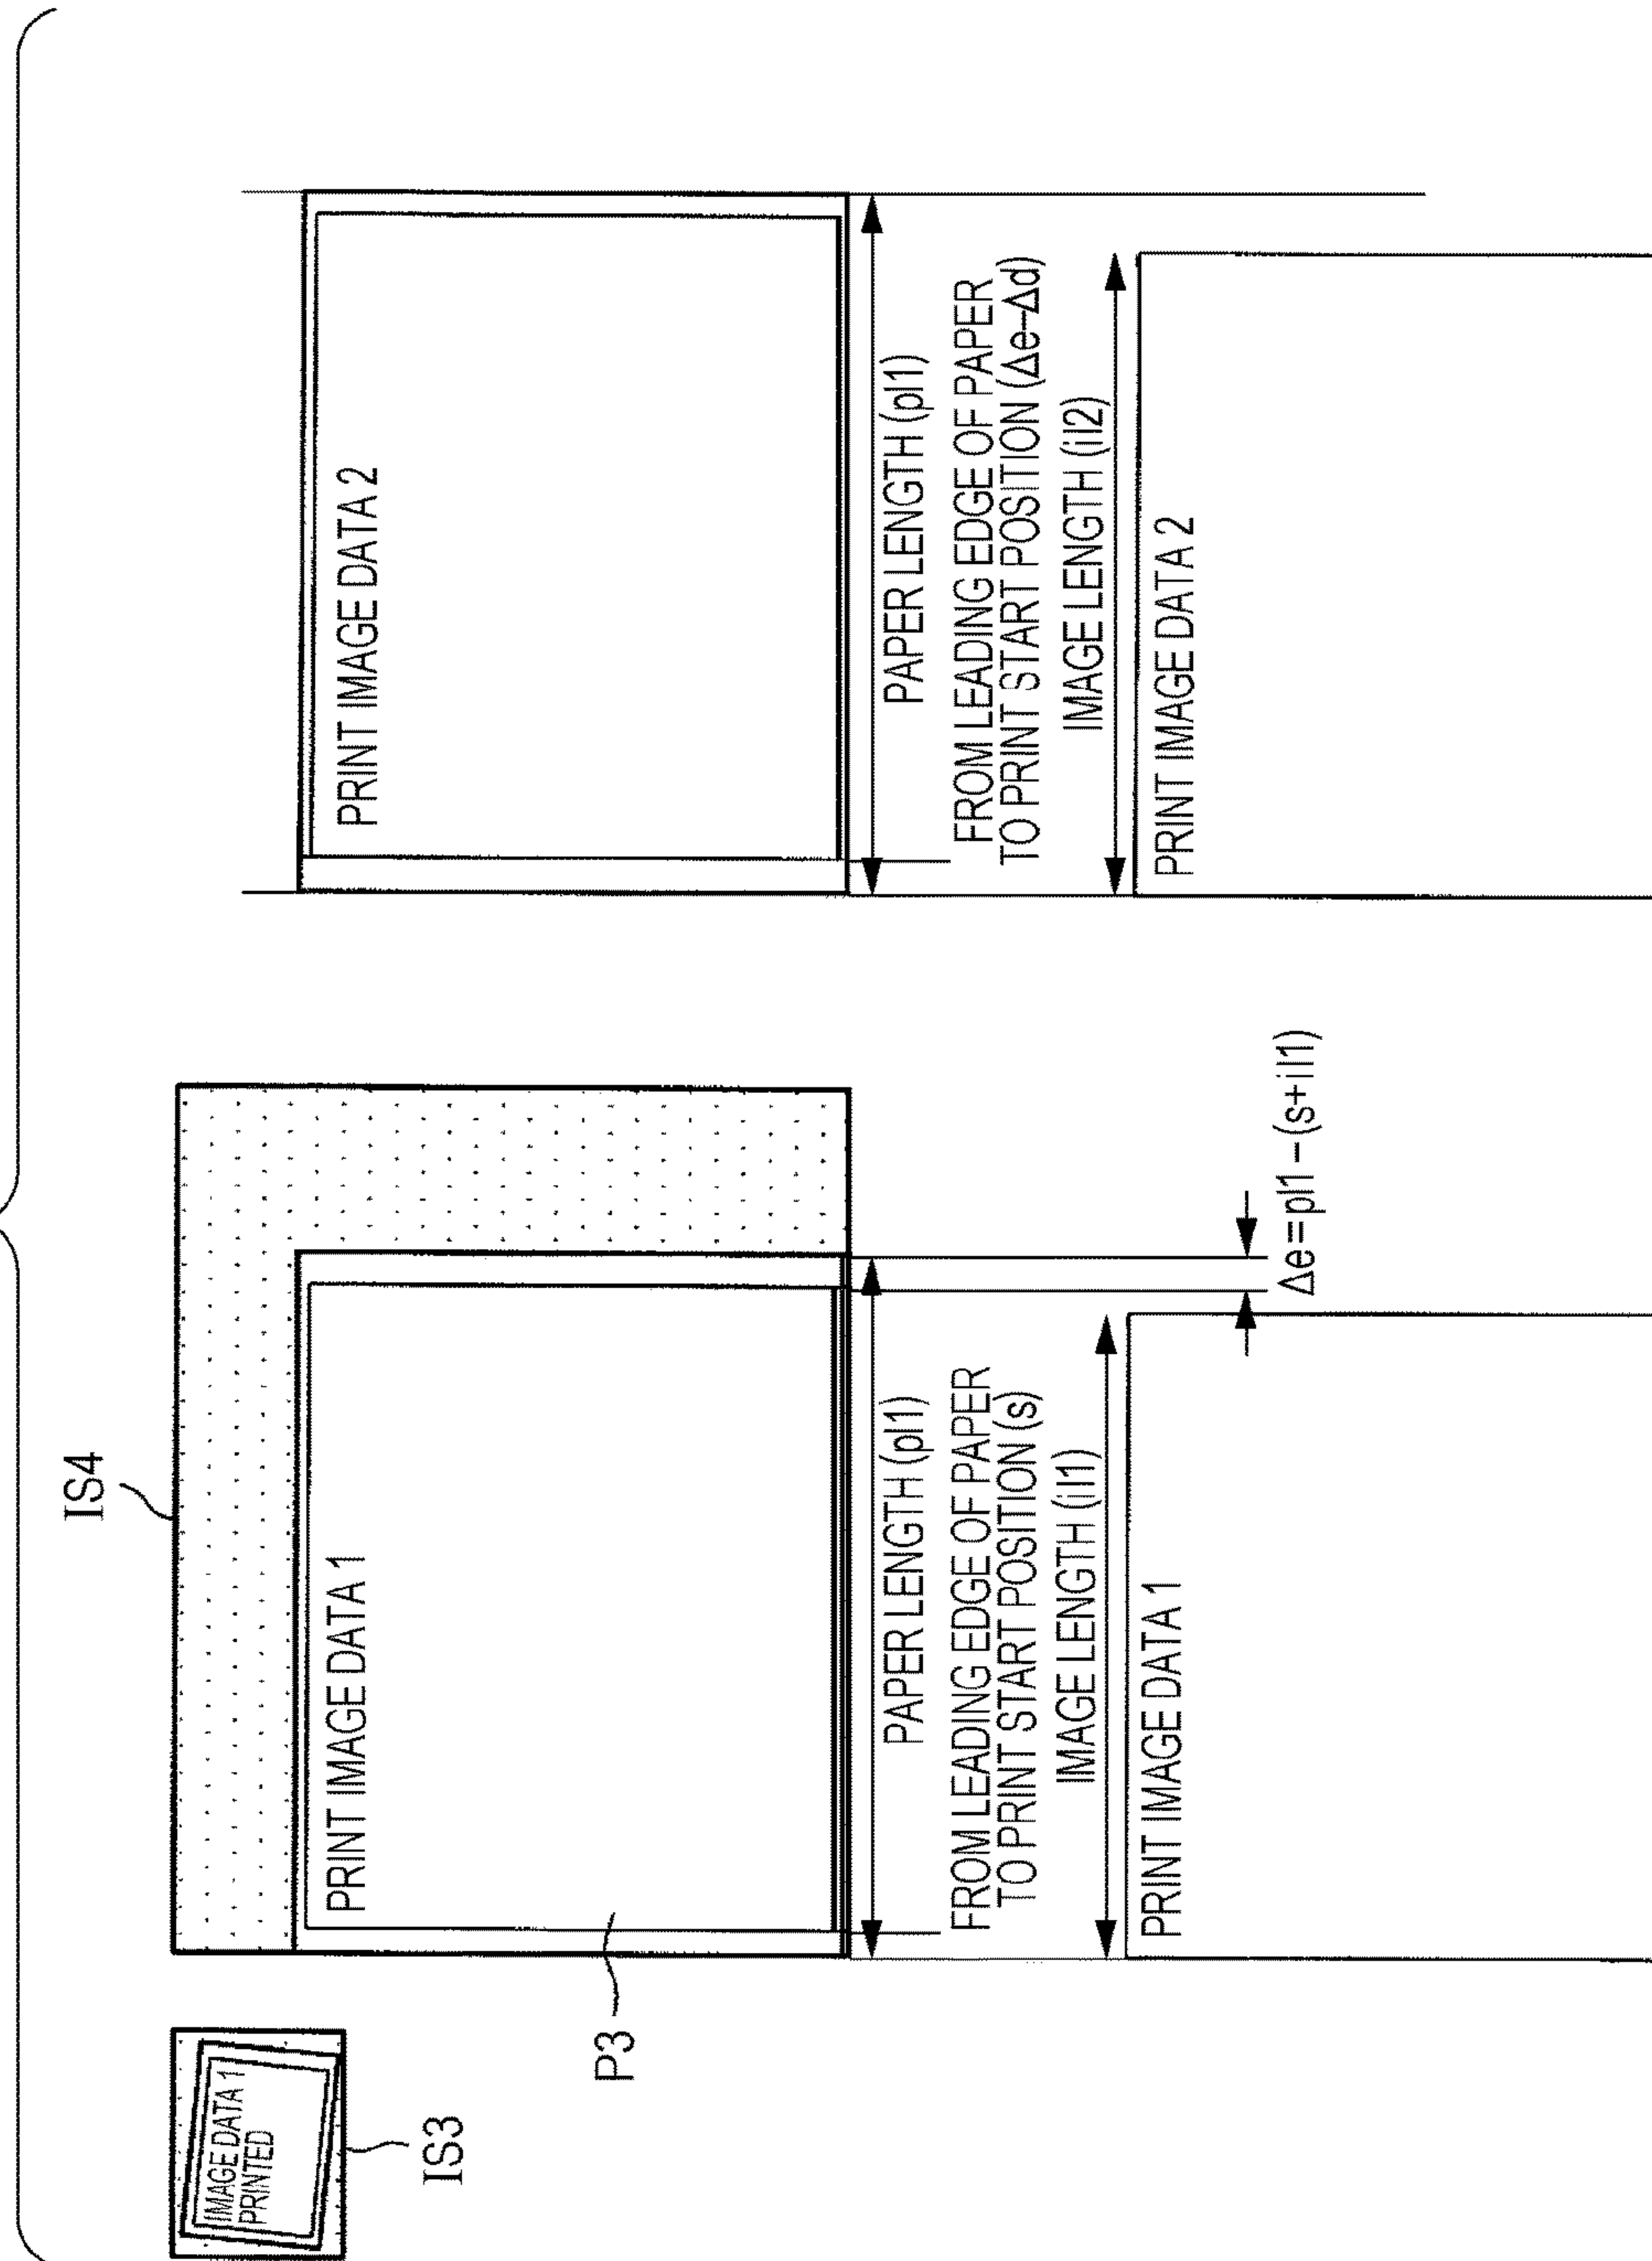 IMAGE DATA 1
PRINTED
IS3
IS4
PRINT IMAGE DATA 1
P3
PAPER LENGTH (pl1)
FROM LEADING EDGE OF PAPER
TO PRINT START POSITION (s)
IMAGE LENGTH (il1)
PRINT IMAGE DATA 1
Δe=pl1-(s+il1)
PRINT IMAGE DATA 2
PAPER LENGTH (pl1)
FROM LEADING EDGE OF PAPER
TO PRINT START POSITION (Δe-Δd)
IMAGE LENGTH (il2)
PRINT IMAGE DATA 2